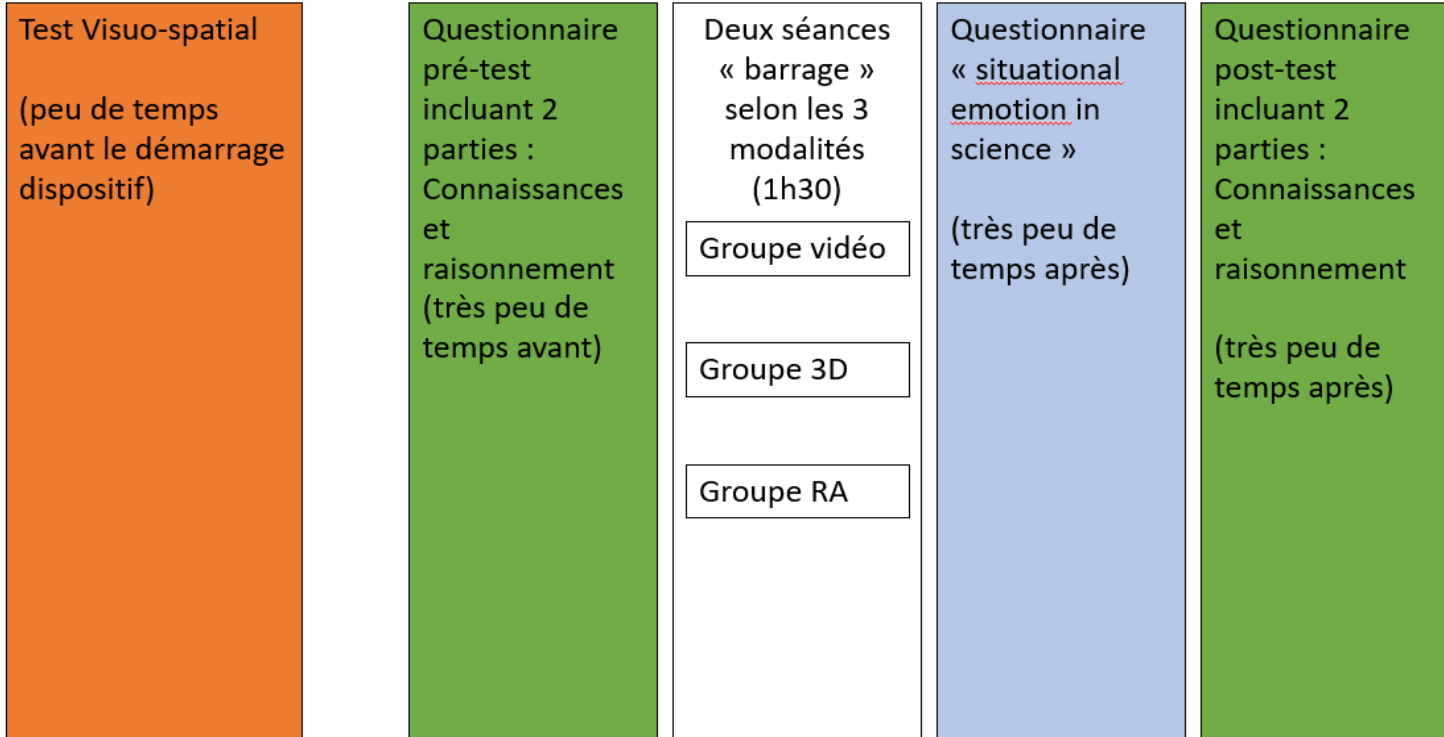 Test Visuo-spatial
(peu de temps
avant le démarrage
dispositif)
Questionnaire
pré-test
incluant 2
parties :
Connaissances
et
raisonnement
(très peu de
temps avant)
Deux séances
« barrage »
selon les 3
modalités
(1h30)
Groupe vidéo
Groupe 3D
Groupe RA
Questionnaire
« situational
emotion in
science »
(très peu de
temps après)
Questionnaire
post-test
incluant 2
parties :
Connaissances
et
raisonnement
(très peu de
temps après)